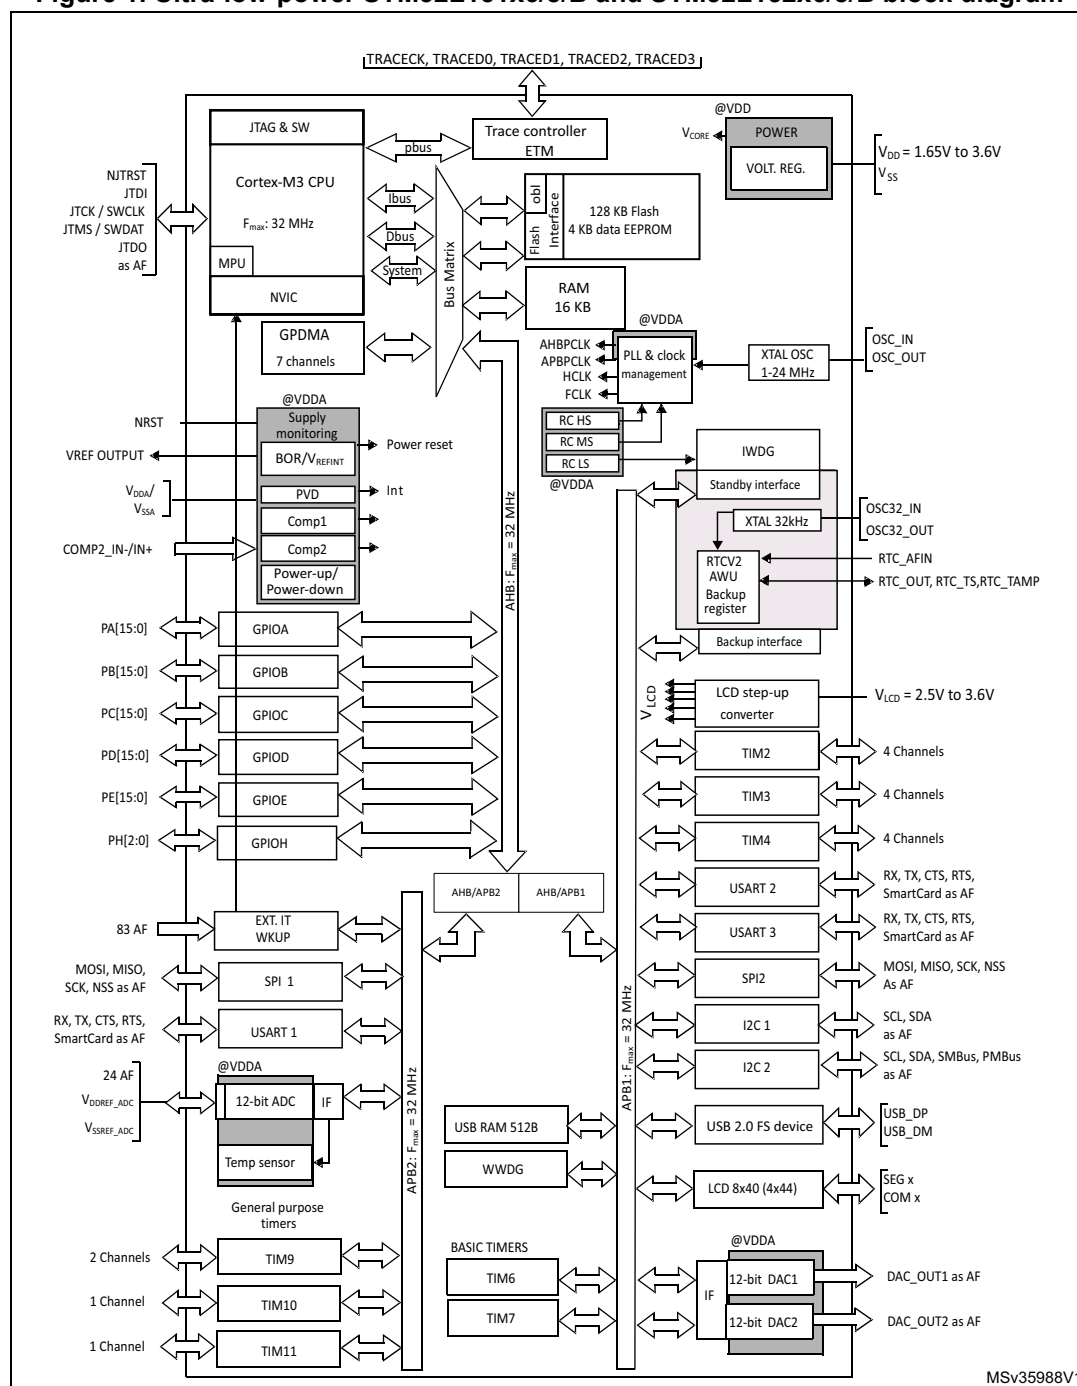 TRACECK, TRACED0, TRACED1, TRACED2, TRACED3
@VDD
JTAG & SW
Trace controller
ETM
pbus
VCORE
POWER
VOLT. REG.
VDD = 1.65V to 3.6V
VSS
NJTRST
JTDI
JTCK / SWCLK
JTMS / SWDAT
JTDO
as AF
Cortex-M3 CPU
Fmax: 32 MHz
MPU
NVIC
Ibus
Dbus
System
Bus Matrix
obl
Flash
Interface
128 KB Flash
4 KB data EEPROM
RAM
16 KB
GPDMA
7 channels
@VDDA
AHBPCLK
APBPCLK
HCLK
FCLK
PLL & clock
management
XTAL OSC
1-24 MHz
OSC_IN
OSC_OUT
RC HS
RC MS
RC LS
@VDDA
@VDDA
Supply
monitoring
NRST
VREF OUTPUT
BOR/VREFINT
Power reset
VDDA/
VSSA
PVD
Int
Comp1
COMP2_IN-/IN+
Comp2
Power-up/
Power-down
AHB: Fmax = 32 MHz
IWDG
Standby interface
XTAL 32kHz
OSC32_IN
OSC32_OUT
RTCV2
AWU
Backup
register
RTC_AFIN
RTC_OUT, RTC_TS,RTC_TAMP
Backup interface
PA[15:0]
GPIOA
PB[15:0]
GPIOB
PC[15:0]
GPIOC
PD[15:0]
GPIOD
PE[15:0]
GPIOE
PH[2:0]
GPIOH
VLCD
LCD step-up
converter
VLCD = 2.5V to 3.6V
TIM2
4 Channels
TIM3
4 Channels
TIM4
4 Channels
AHB/APB2
AHB/APB1
USART 2
RX, TX, CTS, RTS,
SmartCard as AF
83 AF
EXT. IT
WKUP
USART 3
RX, TX, CTS, RTS,
SmartCard as AF
MOSI, MISO,
SCK, NSS as AF
SPI 1
SPI2
MOSI, MISO, SCK, NSS
As AF
RX, TX, CTS, RTS,
SmartCard as AF
USART 1
I2C 1
SCL, SDA
as AF
I2C 2
SCL, SDA, SMBus, PMBus
as AF
APB2: Fmax = 32 MHz
APB1: Fmax = 32 MHz
@VDDA
24 AF
VDDREF_ADC
VSSREF_ADC
12-bit ADC
IF
Temp sensor
USB RAM 512B
USB 2.0 FS device
USB_DP
USB_DM
WWDG
LCD 8x40 (4x44)
SEG x
COM x
General purpose
timers
2 Channels
TIM9
1 Channel
TIM10
1 Channel
TIM11
BASIC TIMERS
TIM6
TIM7
@VDDA
IF
12-bit DAC1
DAC_OUT1 as AF
12-bit DAC2
DAC_OUT2 as AF
MSv35988V1